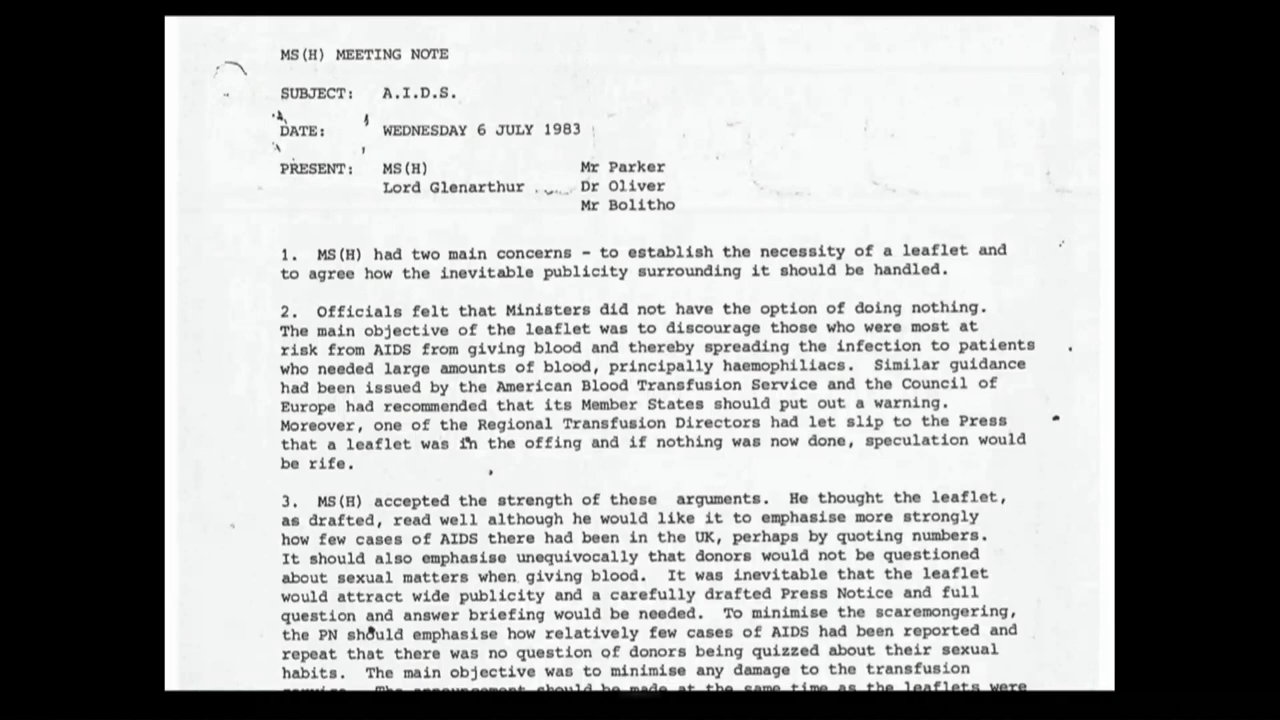 MS(H) MEETING NOTE
SUBJECT: A.I.D.S.
DATE: WEDNESDAY 6 JULY 1983
PRESENT: MS(H) Mr Parker
Lord Glenarthur Dr Oliver
Mr Bolitho
1. MS(H) had two main concerns - to establish the necessity of a leaflet and
to agree how the inevitable publicity surrounding it should be handled.
2. Officials felt that Ministers did not have the option of doing nothing.
The main objective of the leaflet was to discourage those who were most at
risk from AIDS from giving blood and thereby spreading the infection to patients
who needed large amounts of blood, principally haemophiliacs. Similar guidance
had been issued by the American Blood Transfusion Service and the Council of
Europe had recommended that its Member States should put out a warning.
Moreover, one of the Regional Transfusion Directors had let slip to the Press
that a leaflet was in the offing and if nothing was now done, speculation would
be rife.
3. MS(H) accepted the strength of these arguments. He thought the leaflet,
as drafted, read well although he would like it to emphasise more strongly
how few cases of AIDS there had been in the UK, perhaps by quoting numbers.
It should also emphasise unequivocally that donors would not be questioned
about sexual matters when giving blood. It was inevitable that the leaflet
would attract wide publicity and a carefully drafted Press Notice and full
question and answer briefing would be needed. To minimise the scaremongering,
the PN should emphasise how relatively few cases of AIDS had been reported and
repeat that there was no question of donors being quizzed about their sexual
habits. The main objective was to minimise any damage to the transfusion
service. The announcement should be made at the same time as the leaflets were